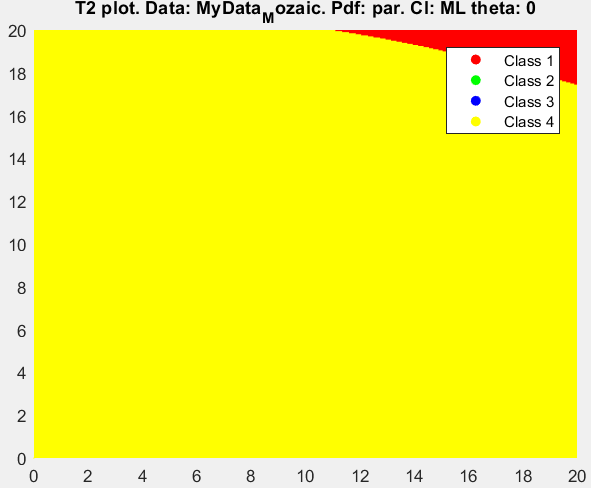 T2 plot. Data: MyData_Mozaic. Pdf: par. Cl: ML theta: 0
20
18
16
14
12
10
8
6
4
2
0
Class 1
Class 2
Class 3
Class 4
0 2 4 6 8 10 12 14 16 18 20